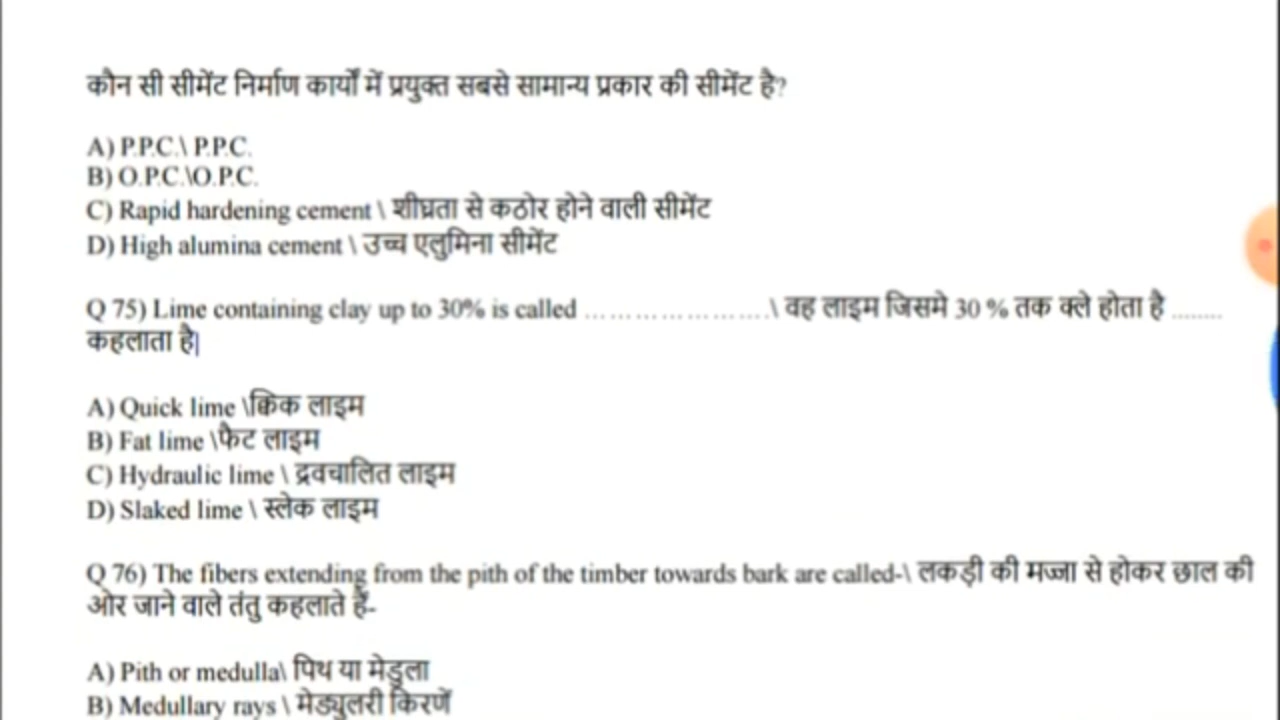 कौन सी सीमेंट निर्माण कार्यों में प्रयुक्त सबसे सामान्य प्रकार की सीमेंट है?
A) P.P.C.\ P.P.C.
B) O.P.C.\O.P.C.
C) Rapid hardening cement \ शीघ्रता से कठोर होने वाली सीमेंट
D) High alumina cement \ उच्च एलुमिना सीमेंट
Q 75) Lime containing clay up to 30% is called ………………….\ वह लाइम जिसमे 30 % तक क्ले होता है ........
कहलाता है|
A) Quick lime \क्विक लाइम
B) Fat lime \फैट लाइम
C) Hydraulic lime \ द्रवचालित लाइम
D) Slaked lime \ स्लेक लाइम
Q 76) The fibers extending from the pith of the timber towards bark are called-\ लकड़ी की मज्जा से होकर छाल की
ओर जाने वाले तंतु कहलाते हैं-
A) Pith or medulla\ पिथ या मेडुला
B) Medullary rays \ मेड्युलरी किरणें